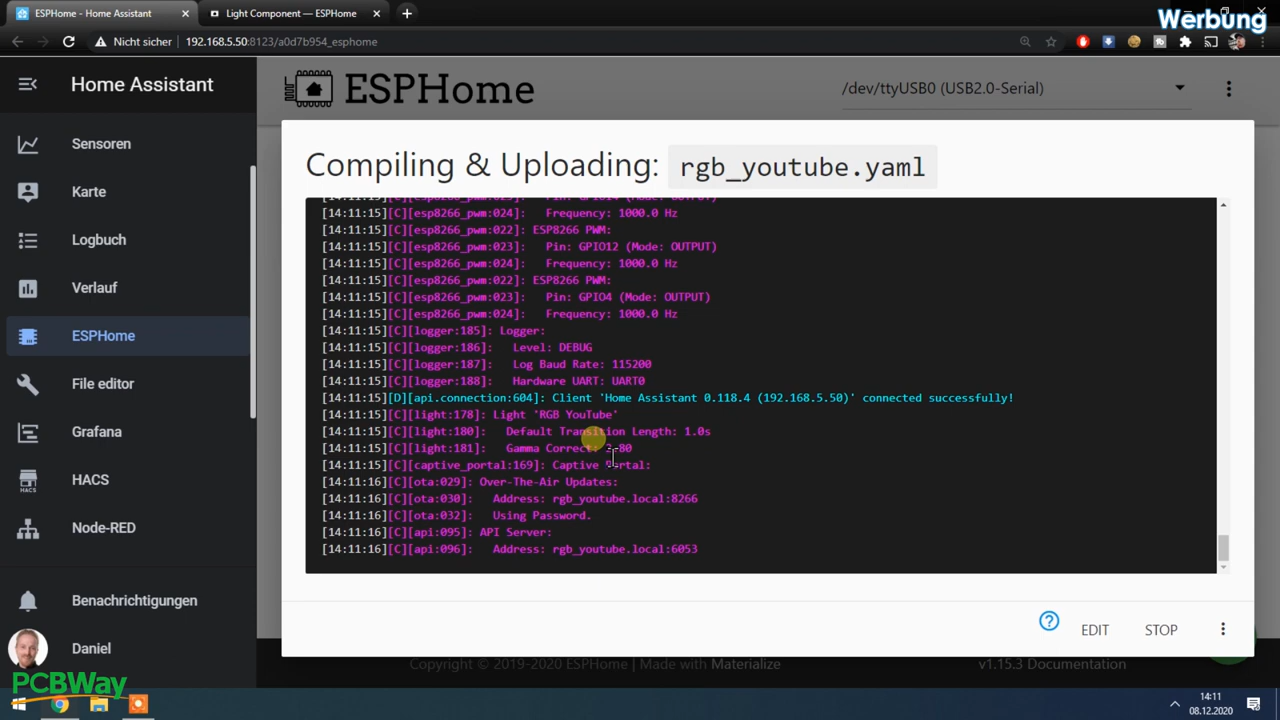 ESPHome - Home Assistant
Light Component — ESPHome
Werbung
Nicht sicher
192.168.5.50:8123/a0d7b954_esphome
Home Assistant
ESPHome
/dev/ttyUSB0 (USB2.0-Serial)
Sensoren
Karte
Logbuch
Verlauf
ESPHome
File editor
Grafana
HACS
HACS
Node-RED
Benachrichtigungen
Daniel
PCBWay
Compiling & Uploading: rgb_youtube.yaml
[14:11:15][C][esp8266_pwm:024]: Frequency: 1000.0 Hz
[14:11:15][C][esp8266_pwm:022]: ESP8266 PWM:
[14:11:15][C][esp8266_pwm:023]: Pin: GPIO12 (Mode: OUTPUT)
[14:11:15][C][esp8266_pwm:024]: Frequency: 1000.0 Hz
[14:11:15][C][esp8266_pwm:022]: ESP8266 PWM:
[14:11:15][C][esp8266_pwm:023]: Pin: GPIO4 (Mode: OUTPUT)
[14:11:15][C][esp8266_pwm:024]: Frequency: 1000.0 Hz
[14:11:15][C][logger:185]: Logger:
[14:11:15][C][logger:186]: Level: DEBUG
[14:11:15][C][logger:187]: Log Baud Rate: 115200
[14:11:15][C][logger:188]: Hardware UART: UART0
[14:11:15][D][api.connection:604]: Client 'Home Assistant 0.118.4 (192.168.5.50)' connected successfully!
[14:11:15][C][light:178]: Light 'RGB YouTube'
[14:11:15][C][light:180]: Default Transition Length: 1.0s
[14:11:15][C][light:181]: Gamma Correct:
[14:11:15][C][captive_portal:169]: Captive Portal:
[14:11:16][C][ota:029]: Over-The-Air Updates:
[14:11:16][C][ota:030]: Address: rgb_youtube.local:8266
[14:11:16][C][ota:032]: Using Password.
[14:11:16][C][api:095]: API Server:
[14:11:16][C][api:096]: Address: rgb_youtube.local:6053
EDIT
STOP
Copyright © 2019-2020 ESPHome | Made with Materialize
v1.15.3 Documentation
14:11
08.12.2020